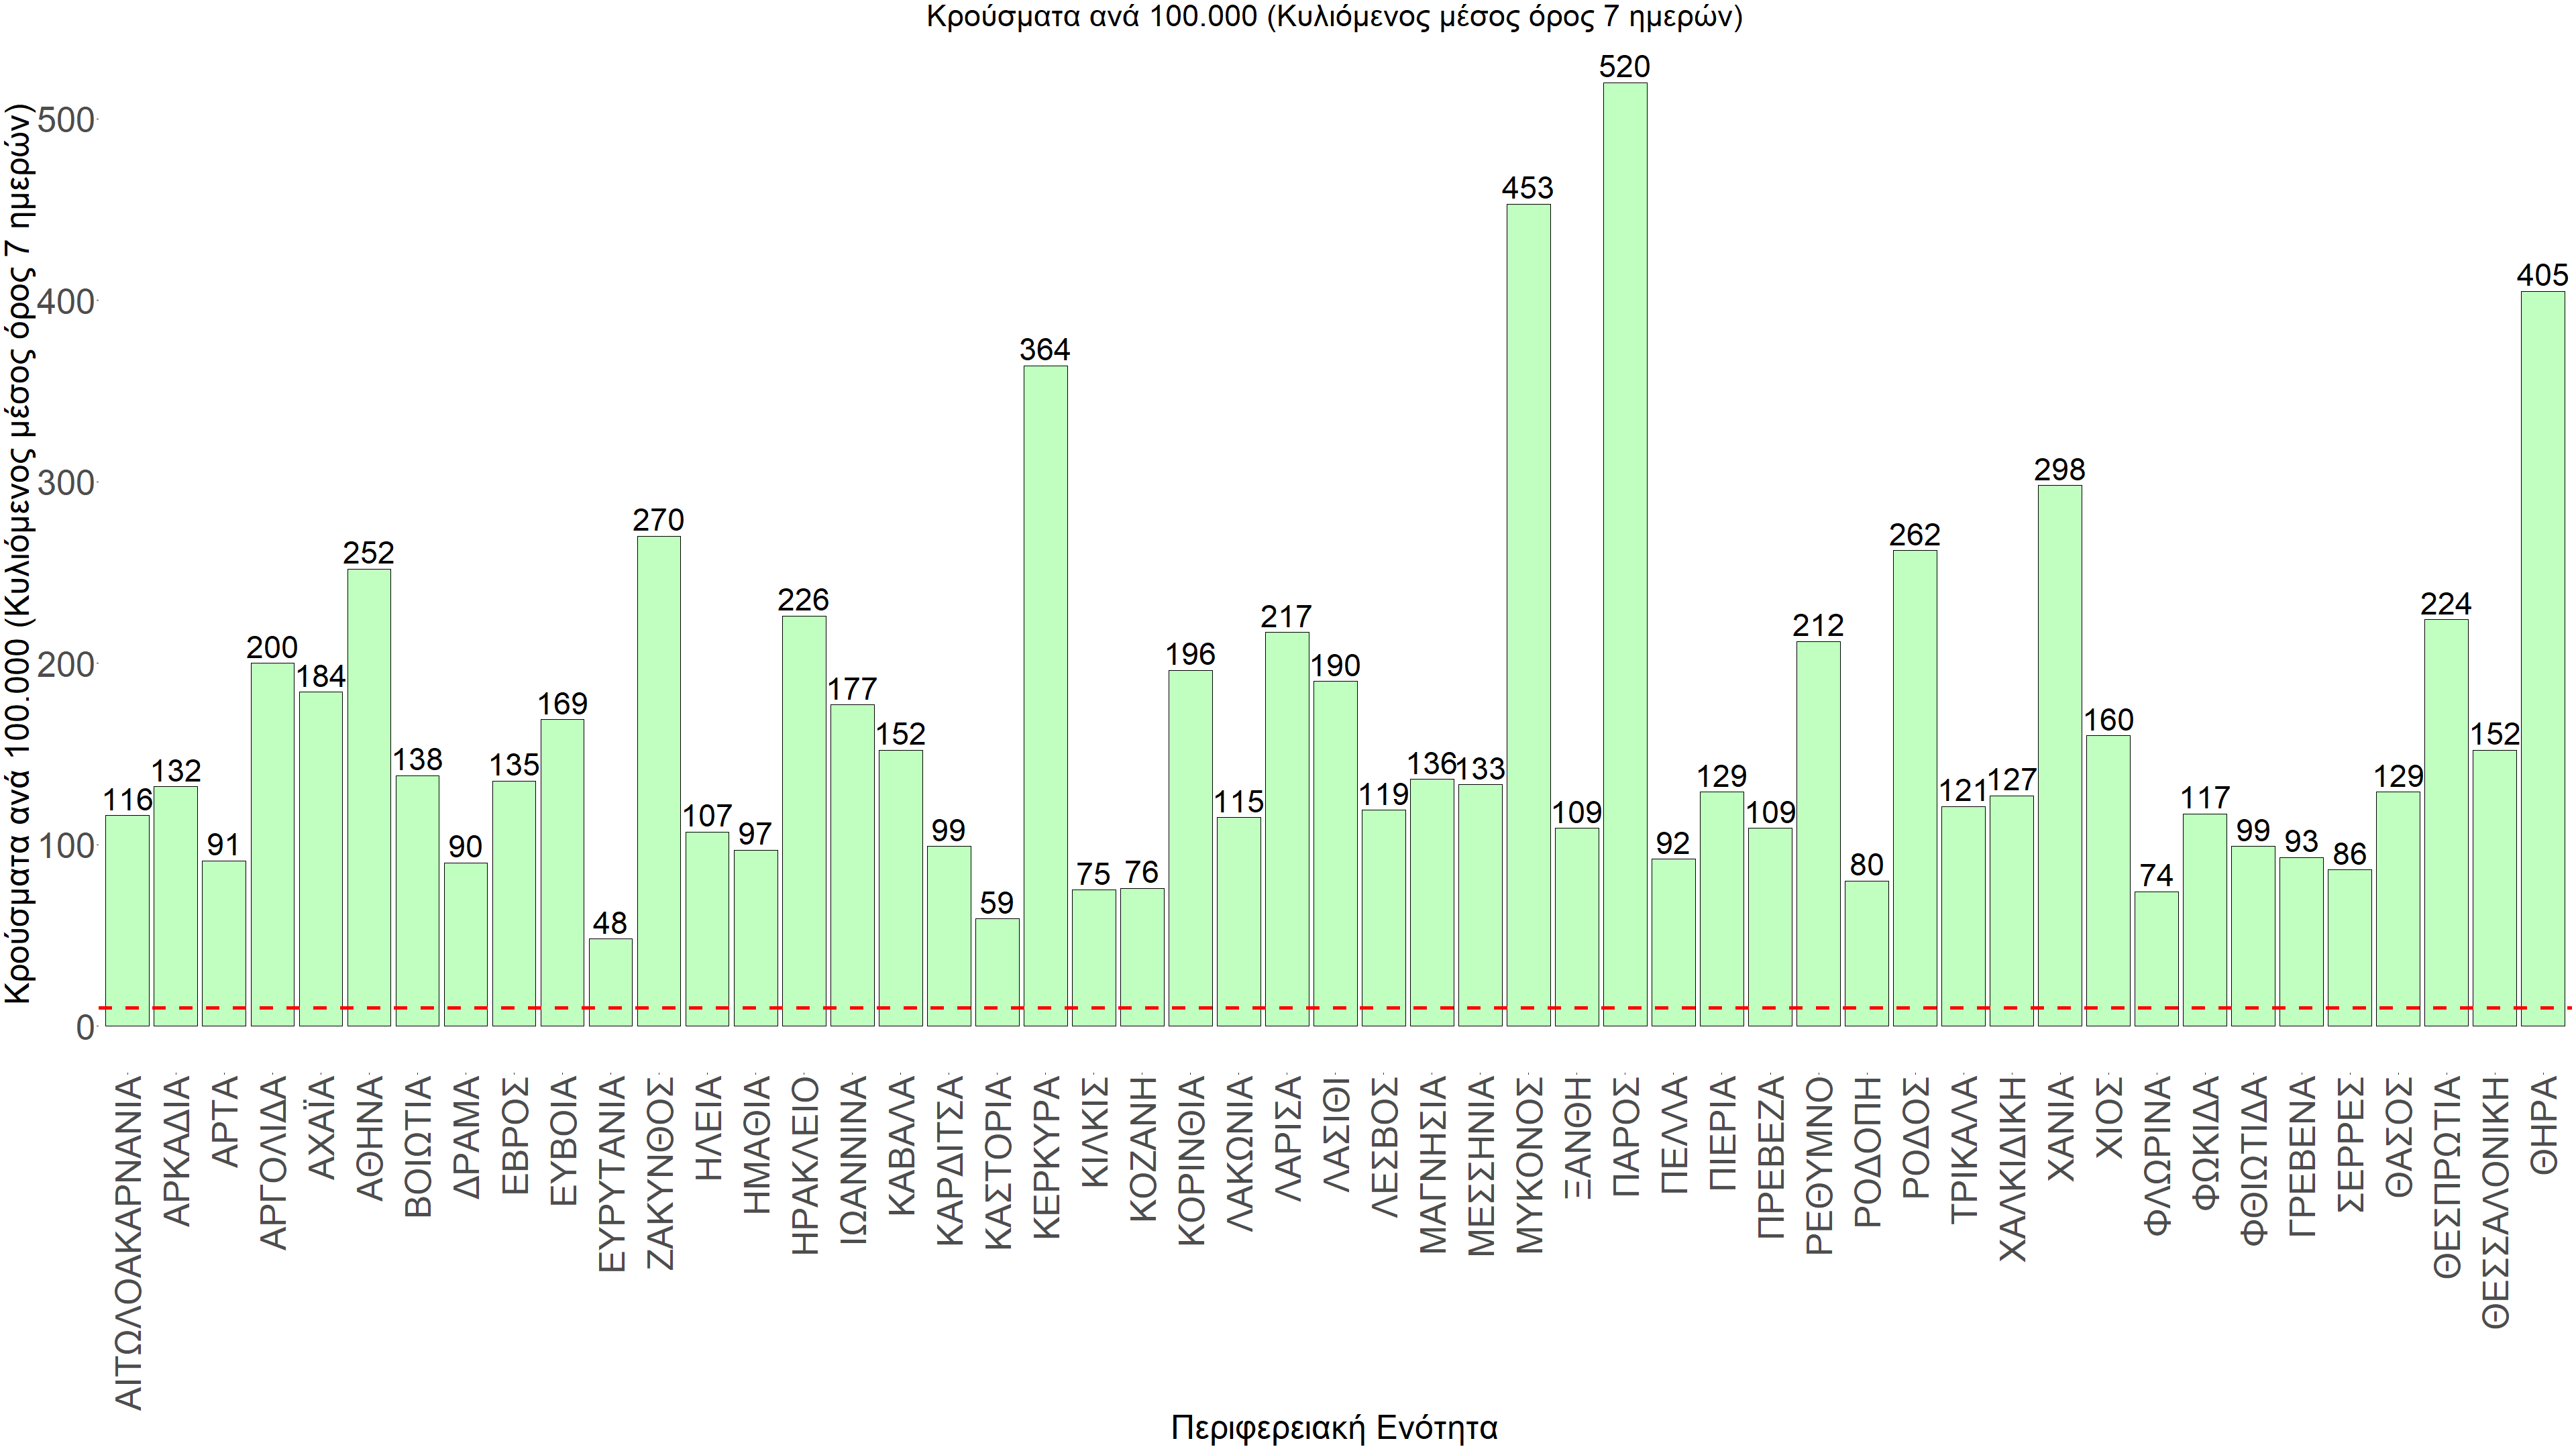 Κρούσματα ανά 100.000 (Κυλιόμενος μέσος όρος 7 ημερών)
Κρούσματα ανά 100.000 (Κυλιόμενος μέσος όρος 7 ημερών)
500
400
300
200
100
0
116
132
91
200
184
252
138
90
135
169
48
270
107
97
226
177
152
99
59
364
75
76
196
115
217
190
119
136
133
453
109
520
92
129
109
212
80
262
121
127
298
160
74
117
99
93
86
129
224
152
405
ΑΙΤΩΛΟΑΚΑΡΝΑΝΙΑ
ΑΡΚΑΔΙΑ
ΑΡΤΑ
ΑΡΓΟΛΙΔΑ
ΑΧΑΪΑ
ΑΘΗΝΑ
ΒΟΙΩΤΙΑ
ΔΡΑΜΑ
ΕΒΡΟΣ
ΕΥΒΟΙΑ
ΕΥΡΥΤΑΝΙΑ
ΖΑΚΥΝΘΟΣ
ΗΛΕΙΑ
ΗΜΑΘΙΑ
ΗΡΑΚΛΕΙΟ
ΙΩΑΝΝΙΝΑ
ΚΑΒΑΛΑ
ΚΑΡΔΙΤΣΑ
ΚΑΣΤΟΡΙΑ
ΚΕΡΚΥΡΑ
ΚΙΛΚΙΣ
ΚΟΖΑΝΗ
ΚΟΡΙΝΘΙΑ
ΛΑΚΩΝΙΑ
ΛΑΡΙΣΑ
ΛΑΣΙΘΙ
ΛΕΣΒΟΣ
ΜΑΓΝΗΣΙΑ
ΜΕΣΣΗΝΙΑ
ΜΥΚΟΝΟΣ
ΞΑΝΘΗ
ΠΑΡΟΣ
ΠΕΛΛΑ
ΠΙΕΡΙΑ
ΠΡΕΒΕΖΑ
ΡΕΘΥΜΝΟ
ΡΟΔΟΠΗ
ΡΟΔΟΣ
ΤΡΙΚΑΛΑ
ΧΑΛΚΙΔΙΚΗ
ΧΑΝΙΑ
ΧΙΟΣ
ΦΛΩΡΙΝΑ
ΦΩΚΙΔΑ
ΦΘΙΩΤΙΔΑ
ΓΡΕΒΕΝΑ
ΣΕΡΡΕΣ
ΘΑΣΟΣ
ΘΕΣΠΡΩΤΙΑ
ΘΕΣΣΑΛΟΝΙΚΗ
ΘΗΡΑ
Περιφερειακή Ενότητα